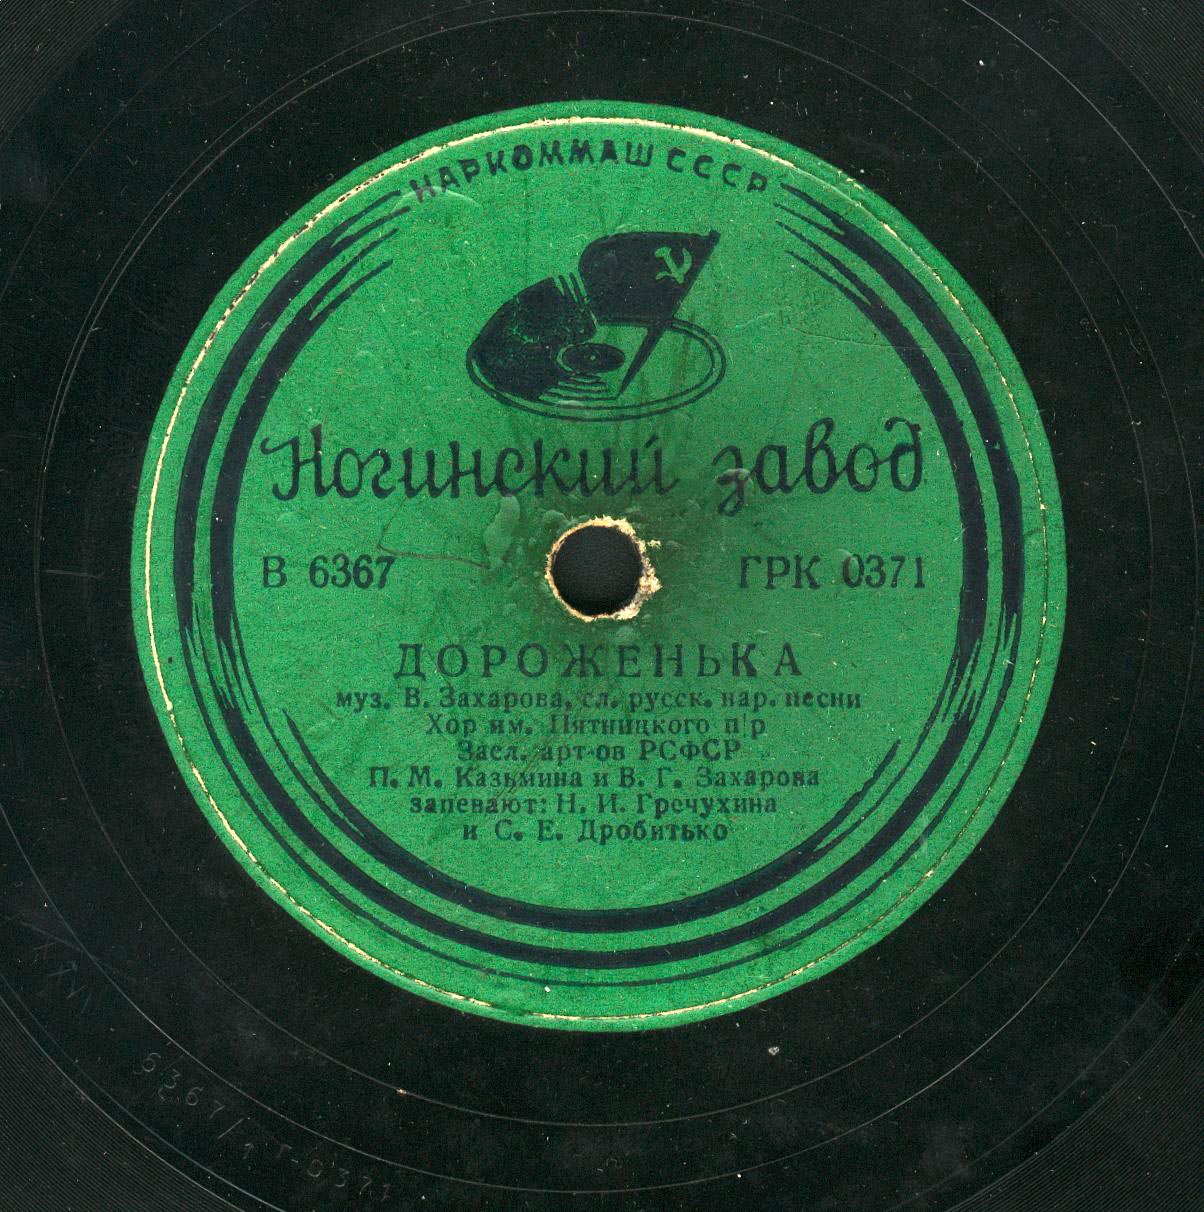 НАРКОММАШ СССР
Ногинский завод
В 6367 ГРК 0371
ДОРОЖЕНЬКА
муз. В. Захарова, сл. русск. нар. песни
Хор им. Пятницкого п/р
Засл. арт-ов РСФСР
П. М. Казьмина и В. Г. Захарова
запевают: Н. И. Гречухина
и С. Е. Дробитько
6367/1 Г-0371